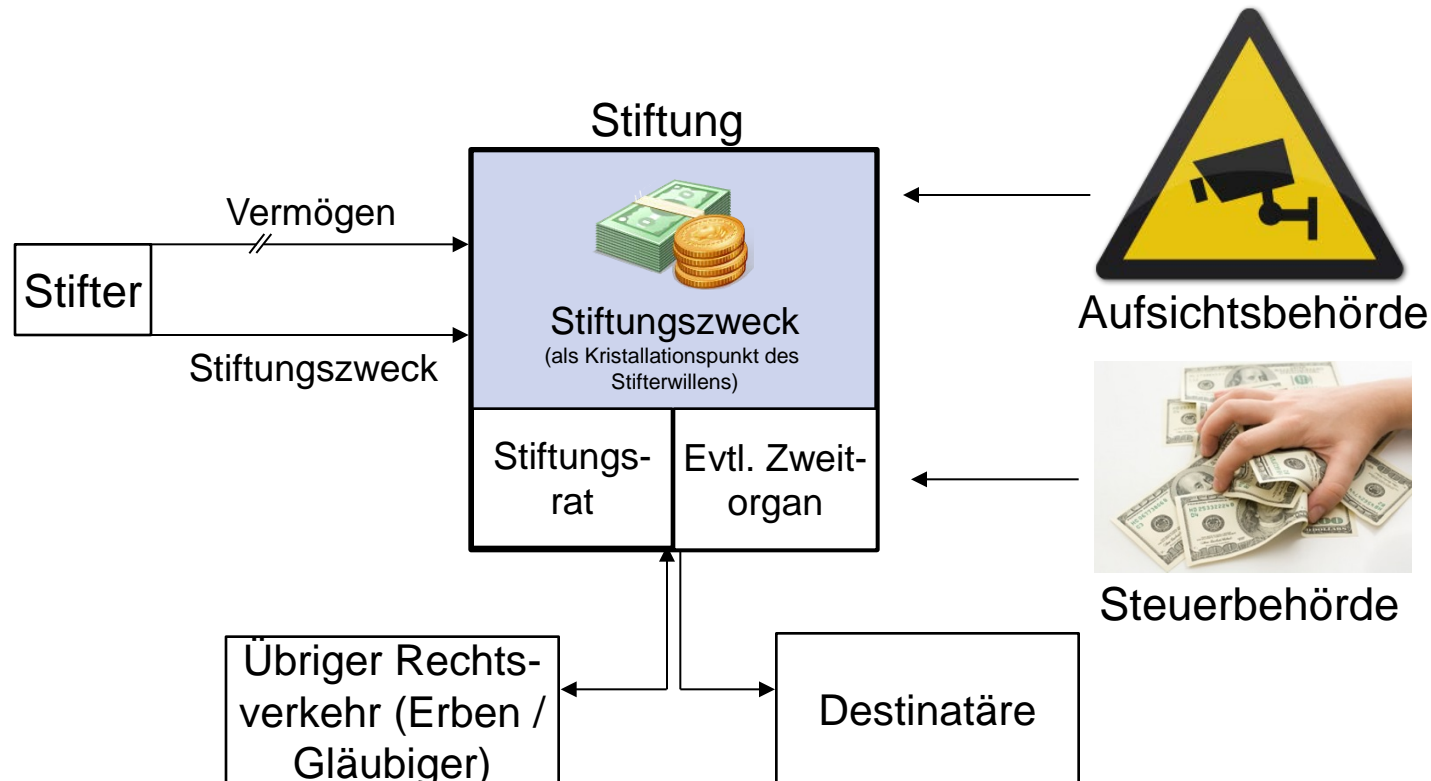 Stiftung
Vermögen
Stifter
Stiftungszweck
Stiftungszweck
(als Kristallationspunkt des
Stifterwillens)
Stiftungs-
rat
Evtl. Zweit-
organ
Aufsichtsbehörde
Steuerbehörde
Übriger Rechts-
verkehr (Erben /
Gläubiger)
Destinatäre